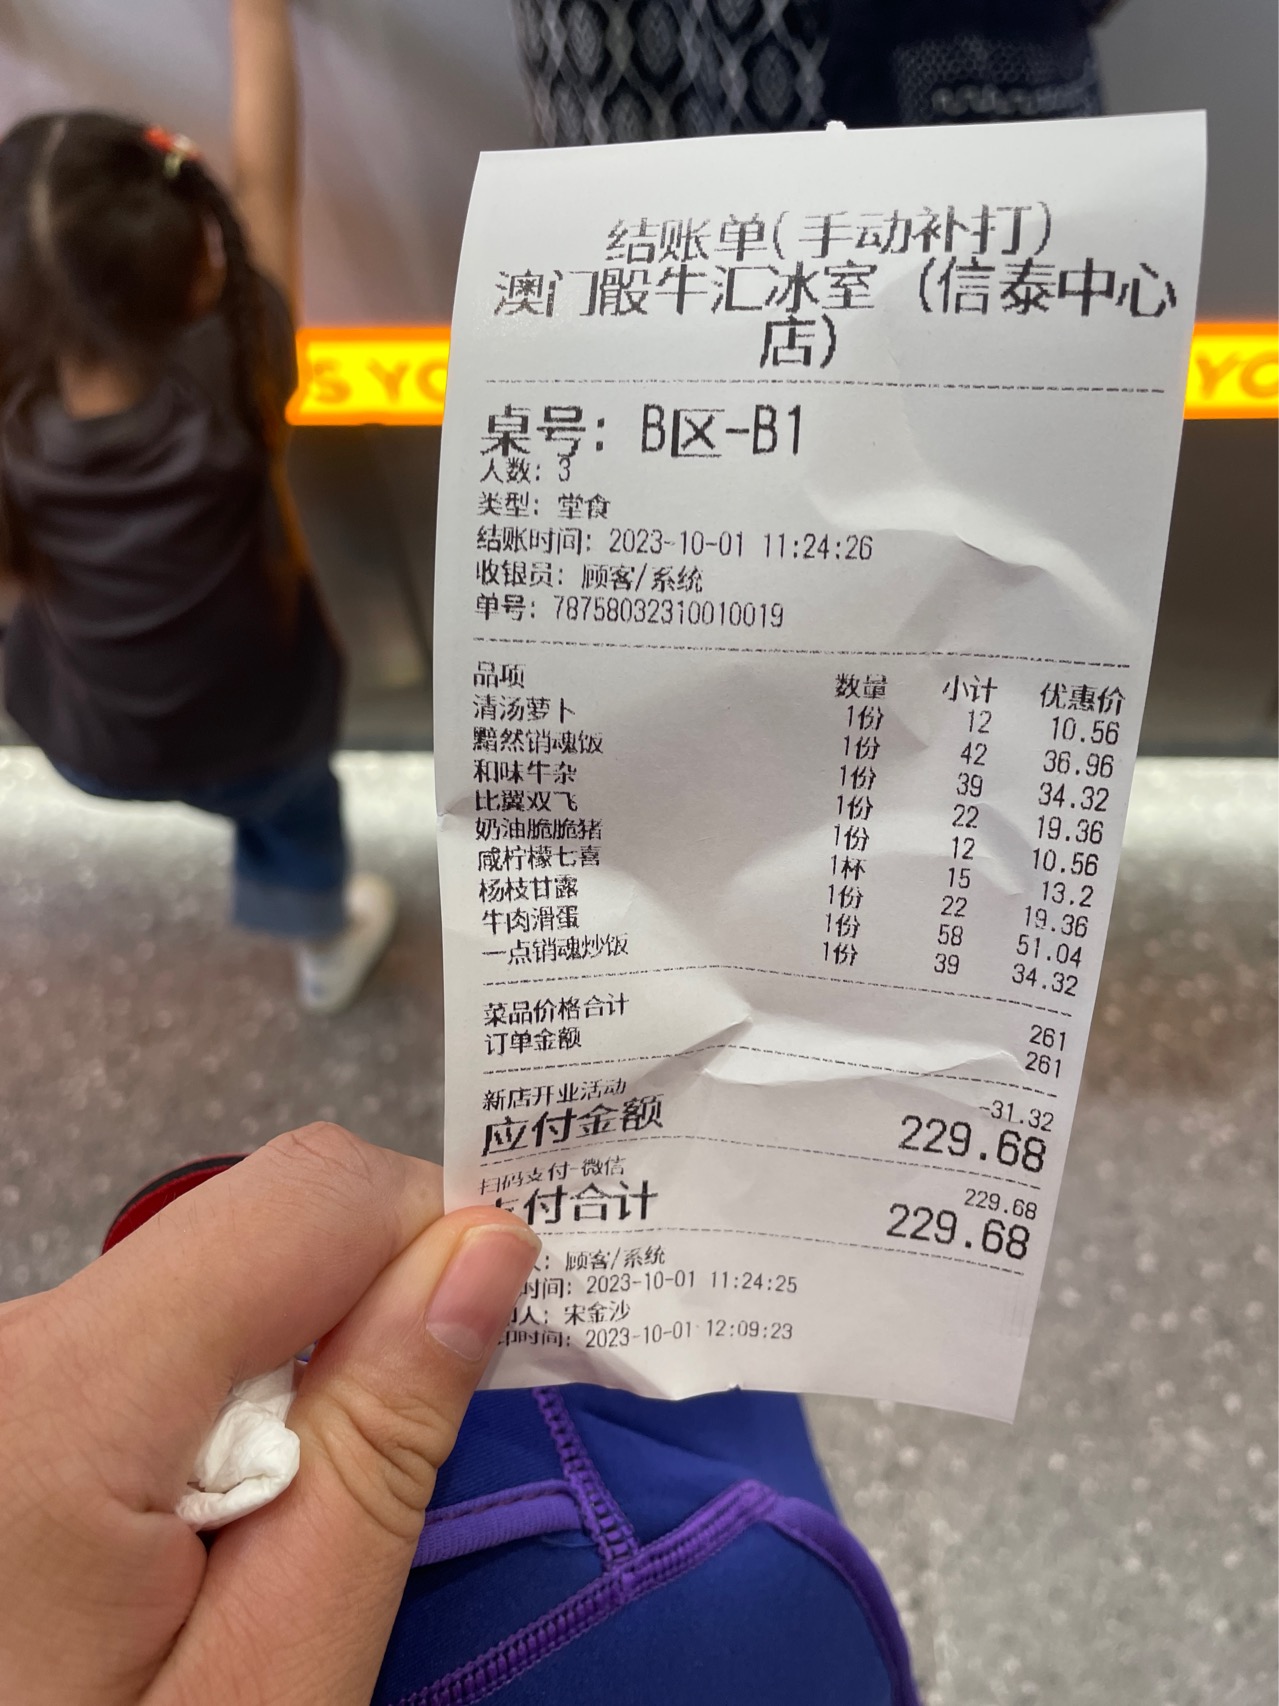 结账单(手动补打)
澳门骰牛汇冰室 (信泰中心
店)
桌号: B区-B1
人数: 3
类型: 堂食
结账时间: 2023-10-01 11:24:26
收银员: 顾客/系统
单号: 78758032310010019
品项 数量 小计 优惠价
清汤萝卜 1份 12 10.56
黯然销魂饭 1份 42 36.96
和味牛杂 1份 39 34.32
比翼双飞 1份 22 19.36
奶油脆脆猪 1份 12 10.56
咸柠檬七喜 1杯 15 13.2
杨枝甘露 1份 22 19.36
牛肉滑蛋 1份 58 51.04
一点销魂炒饭 1份 39 34.32
菜品价格合计 261
订单金额 261
新店开业活动 -31.32
应付金额 229.68
扫码支付-微信 229.68
付合计 229.68
人: 顾客/系统
时间: 2023-10-01 11:24:25
人: 宋金沙
印时间: 2023-10-01 12:09:23
S YO
YO